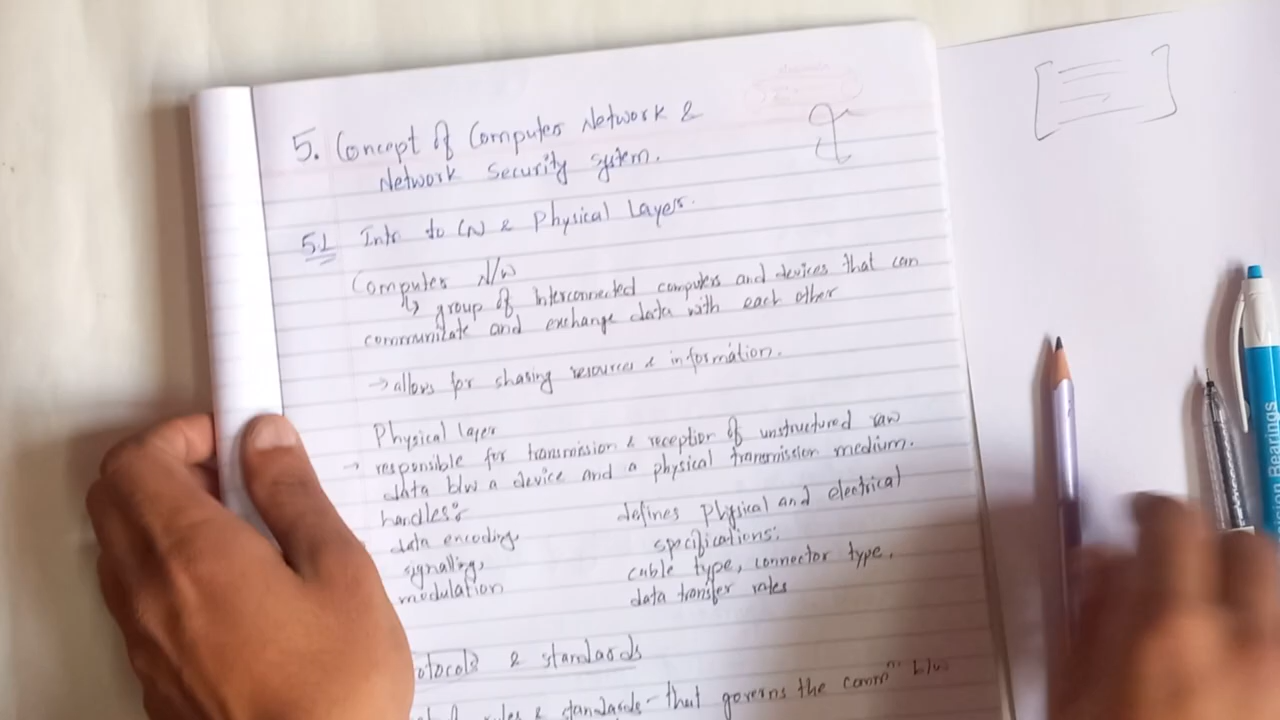 5. Concept of Computer Network &
Network Security system.
5.1 Intr to CN & Physical Layer.
Computer N/W
↳ group of interconnected computers and devices that can
communicate and exchange data with each other
→ allows for sharing resources & information.
Physical layer
→ responsible for transmission & reception of unstructured raw
data b/w a device and a physical transmission medium.
handles:
data encoding,
signalling,
modulation
defines physical and electrical
specifications:
cable type, connector type,
data transfer rates
otocols & standards
rules & standards - that governs the commⁿ b/w
Bearings